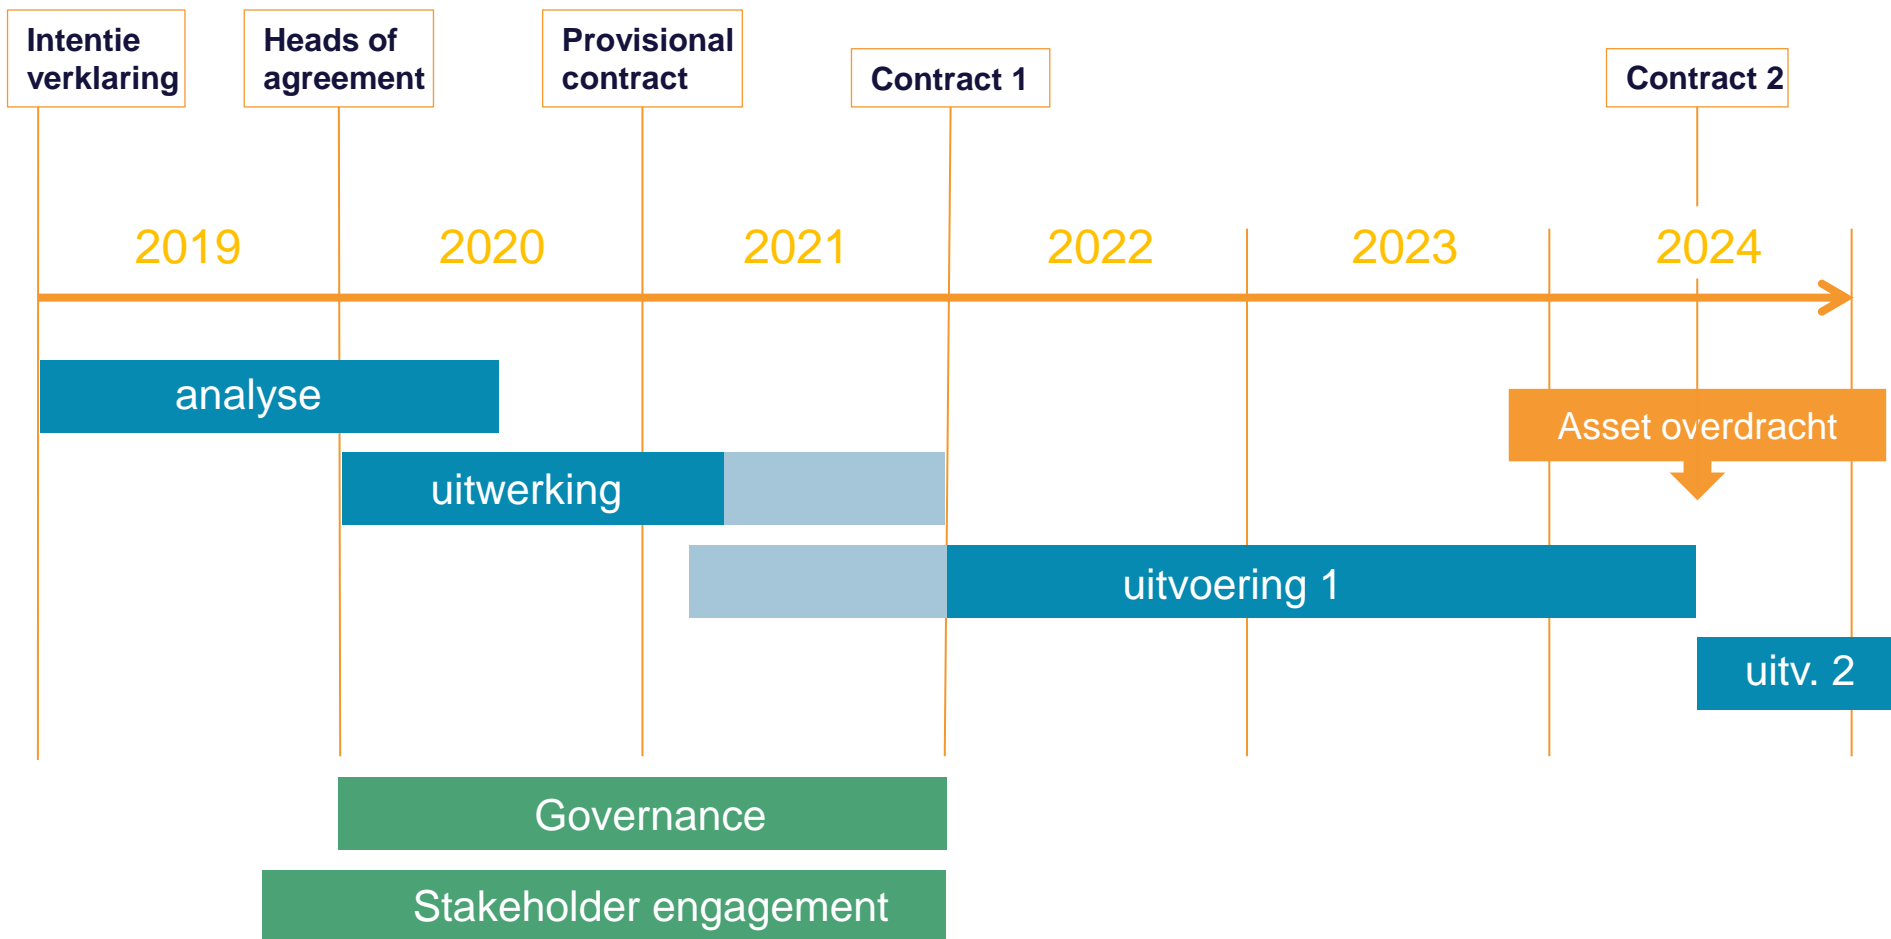 Intentie
verklaring
Heads of
agreement
Provisional
contract
Contract 1
Contract 2
2019
2020
2021
2022
2023
2024
analyse
Asset overdracht
uitwerking
uitvoering 1
uitv. 2
Governance
Stakeholder engagement